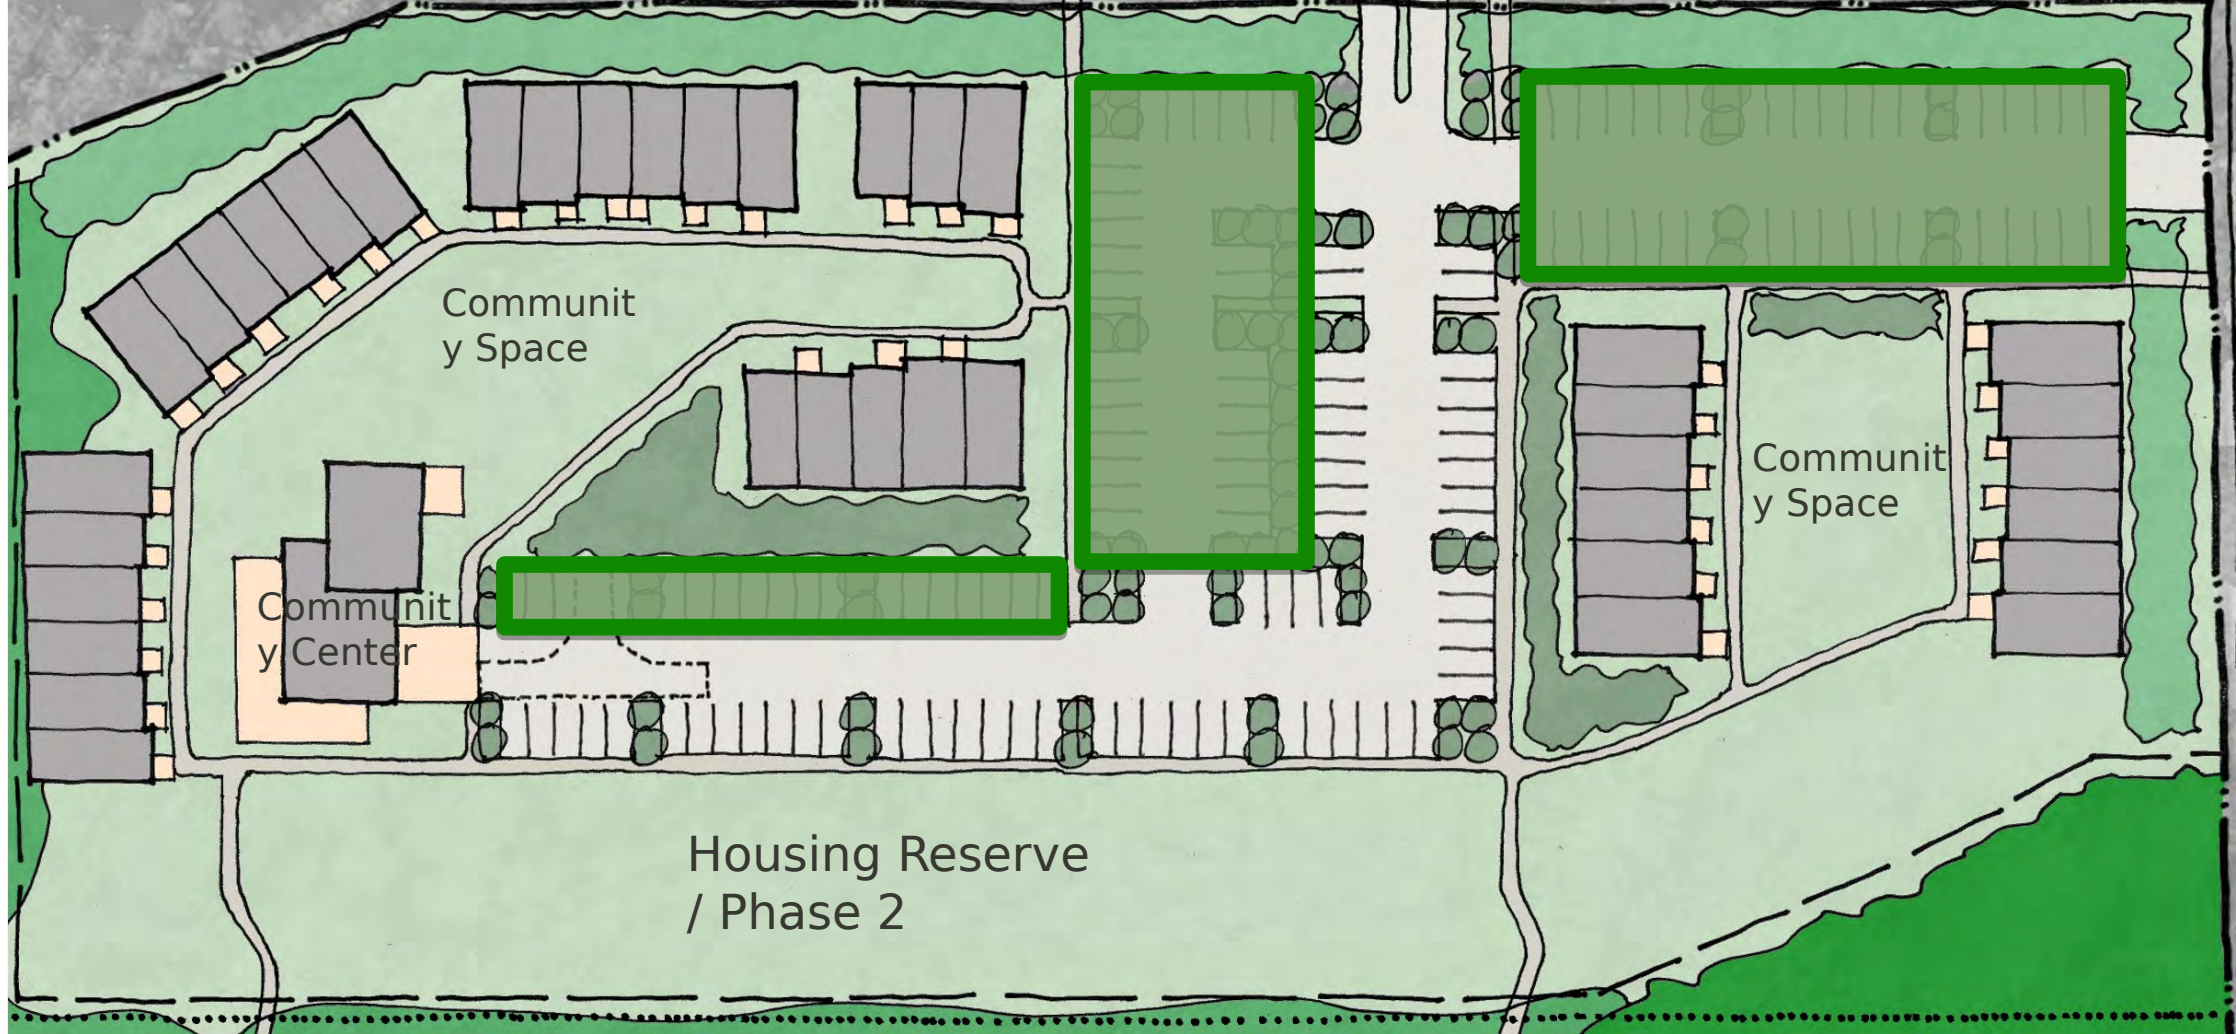 Communit
y Space
Communit
y Space
Communit
y Center
Housing Reserve
/ Phase 2